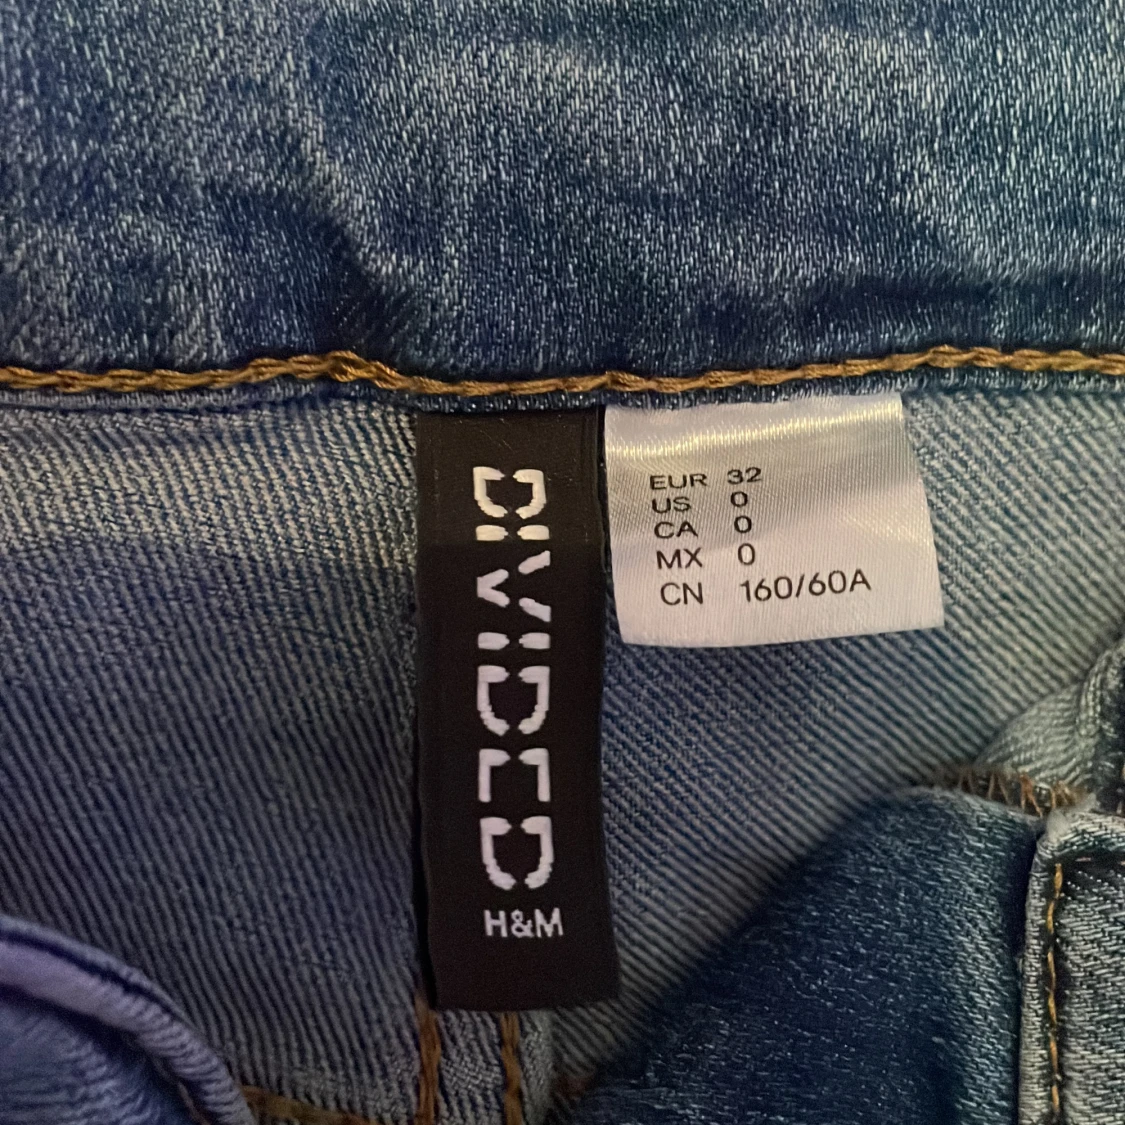 DIVIDED
H&M
EUR 32
US 0
CA 0
MX 0
CN 160/60A